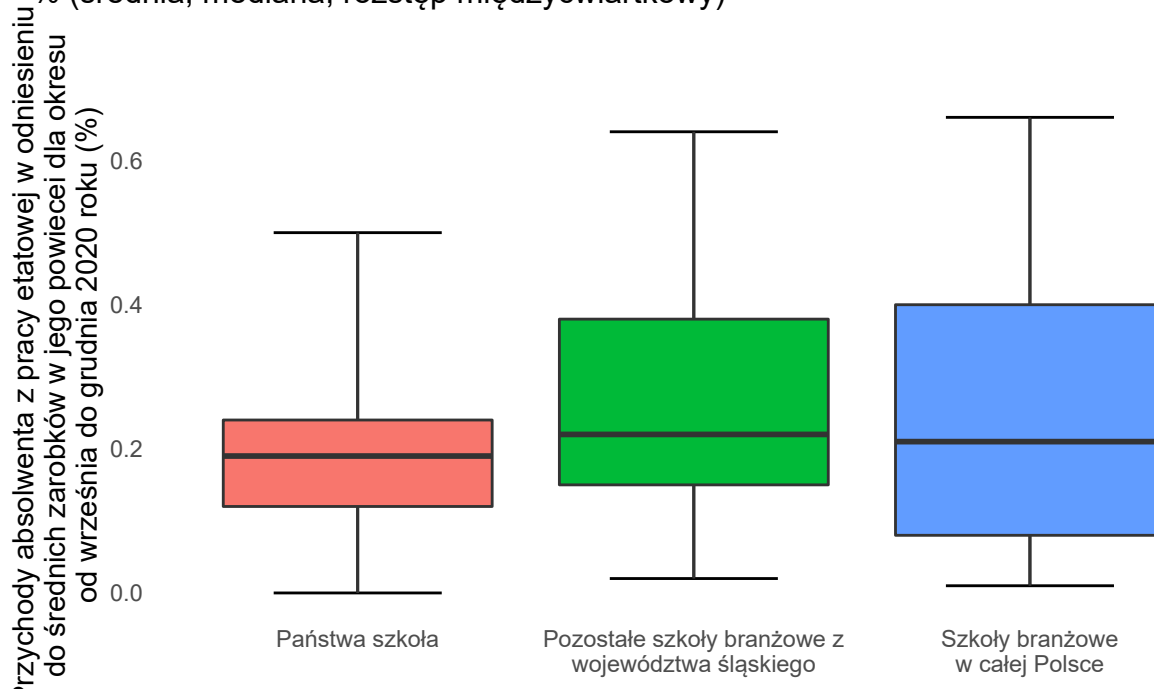 % (średnia, mediana, rozstęp międzyćwiartkowy)
Przychody absolwenta z pracy etatowej w odniesieniu
do średnich zarobków w jego powiecei dla okresu
od września do grudnia 2020 roku (%)
0.6
0.4
0.2
0.0
Państwa szkoła
Pozostałe szkoły branżowe z
województwa śląskiego
Szkoły branżowe
w całej Polsce